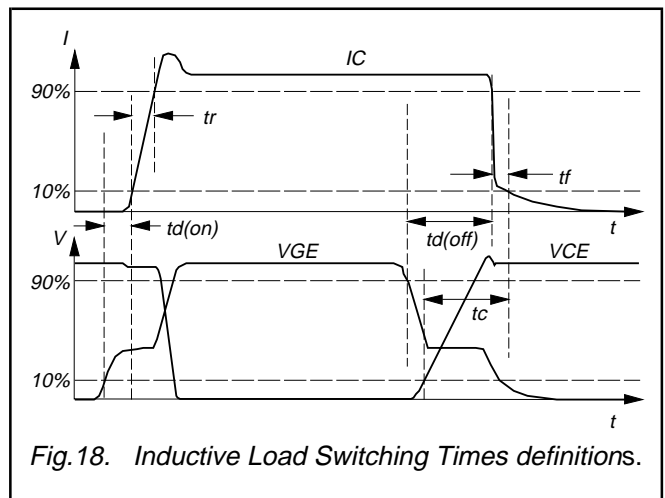 I
IC
90%
tr
10%
tf
td(on)
t
V
td(off)
VGE
VCE
90%
tc
10%
t
Fig.18. Inductive Load Switching Times definitions.